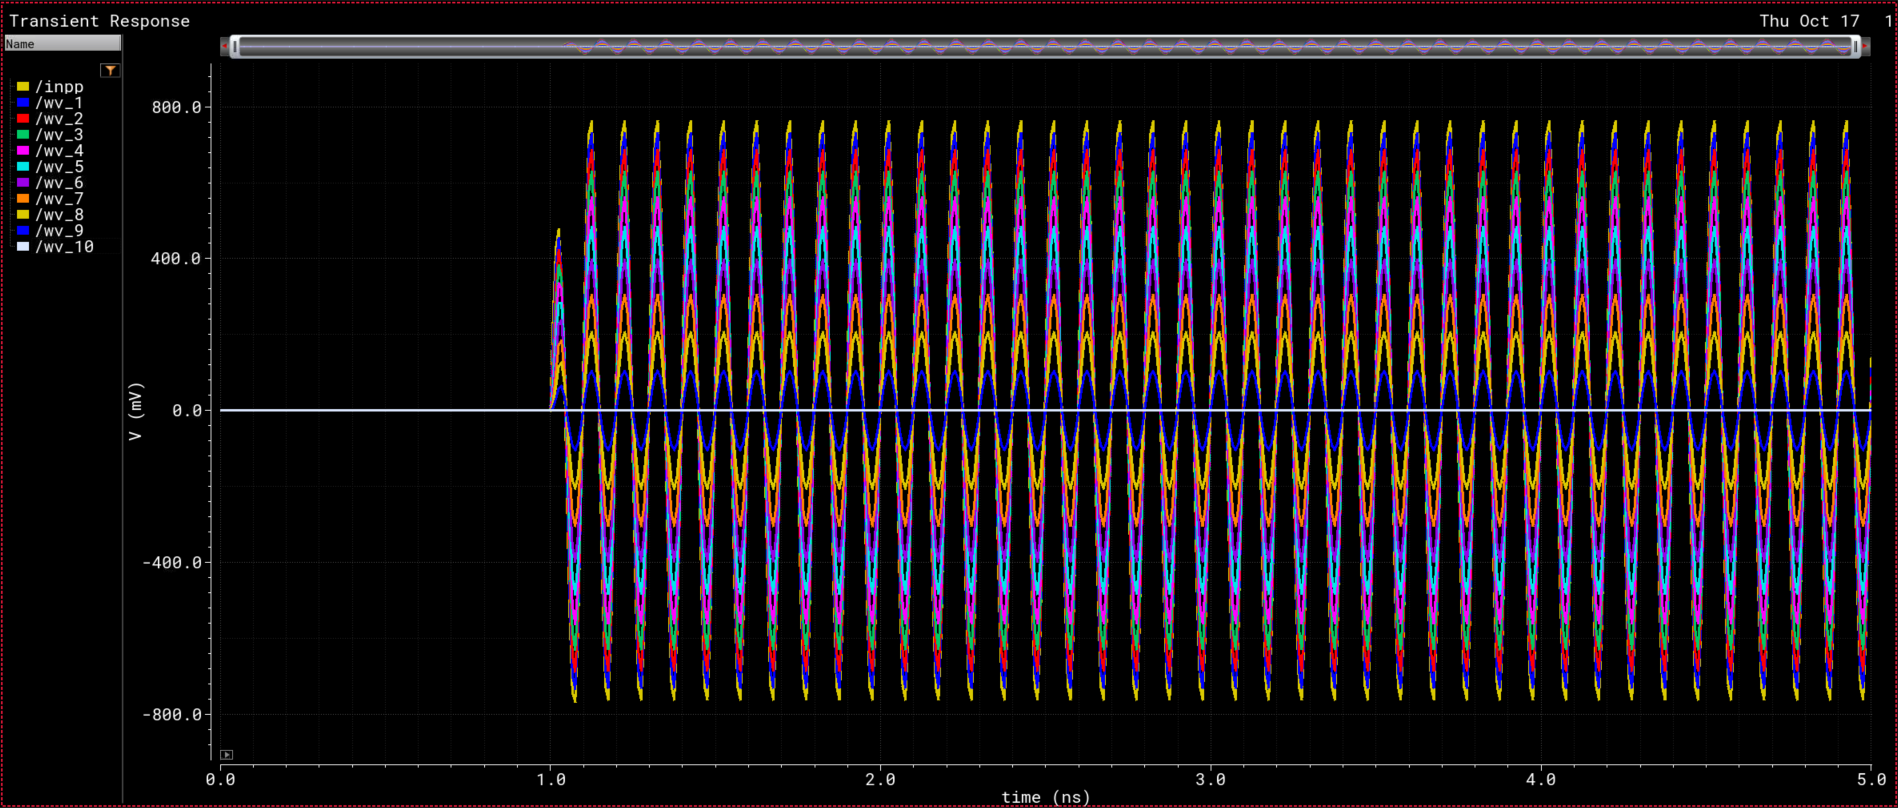 Transient Response
Thu Oct 17 1
Name
/inpp
/wv_1
/wv_2
/wv_3
/wv_4
/wv_5
/wv_6
/wv_7
/wv_8
/wv_9
/wv_10
V (mV)
800.0
400.0
0.0
-400.0
-800.0
0.0 1.0 2.0 3.0 4.0 5.0
time (ns)